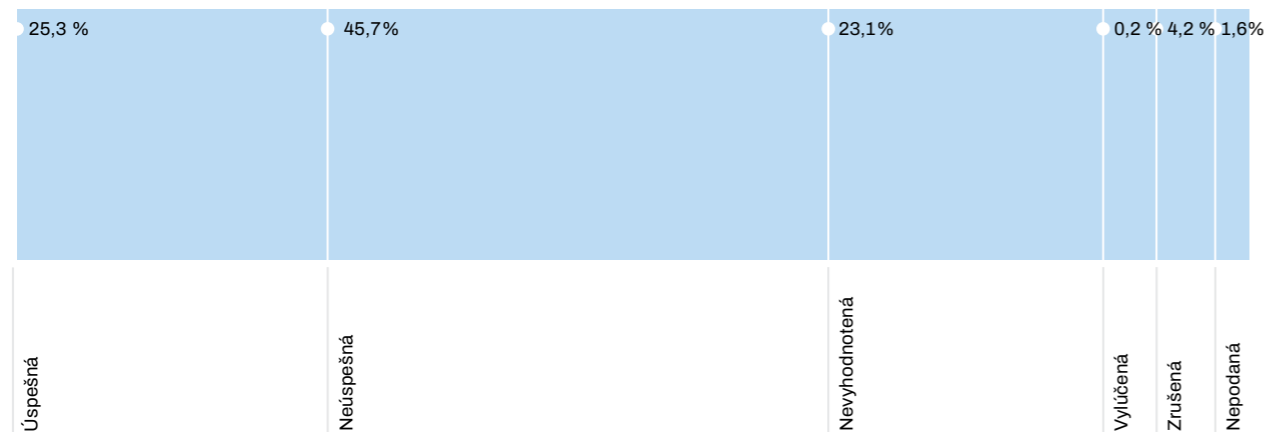 25,3 %
45,7%
23,1%
0,2 %
4,2 %
1,6%
Úspešná
Neúspešná
Nevyhodnotená
Vylúčená
Zrušená
Nepodaná